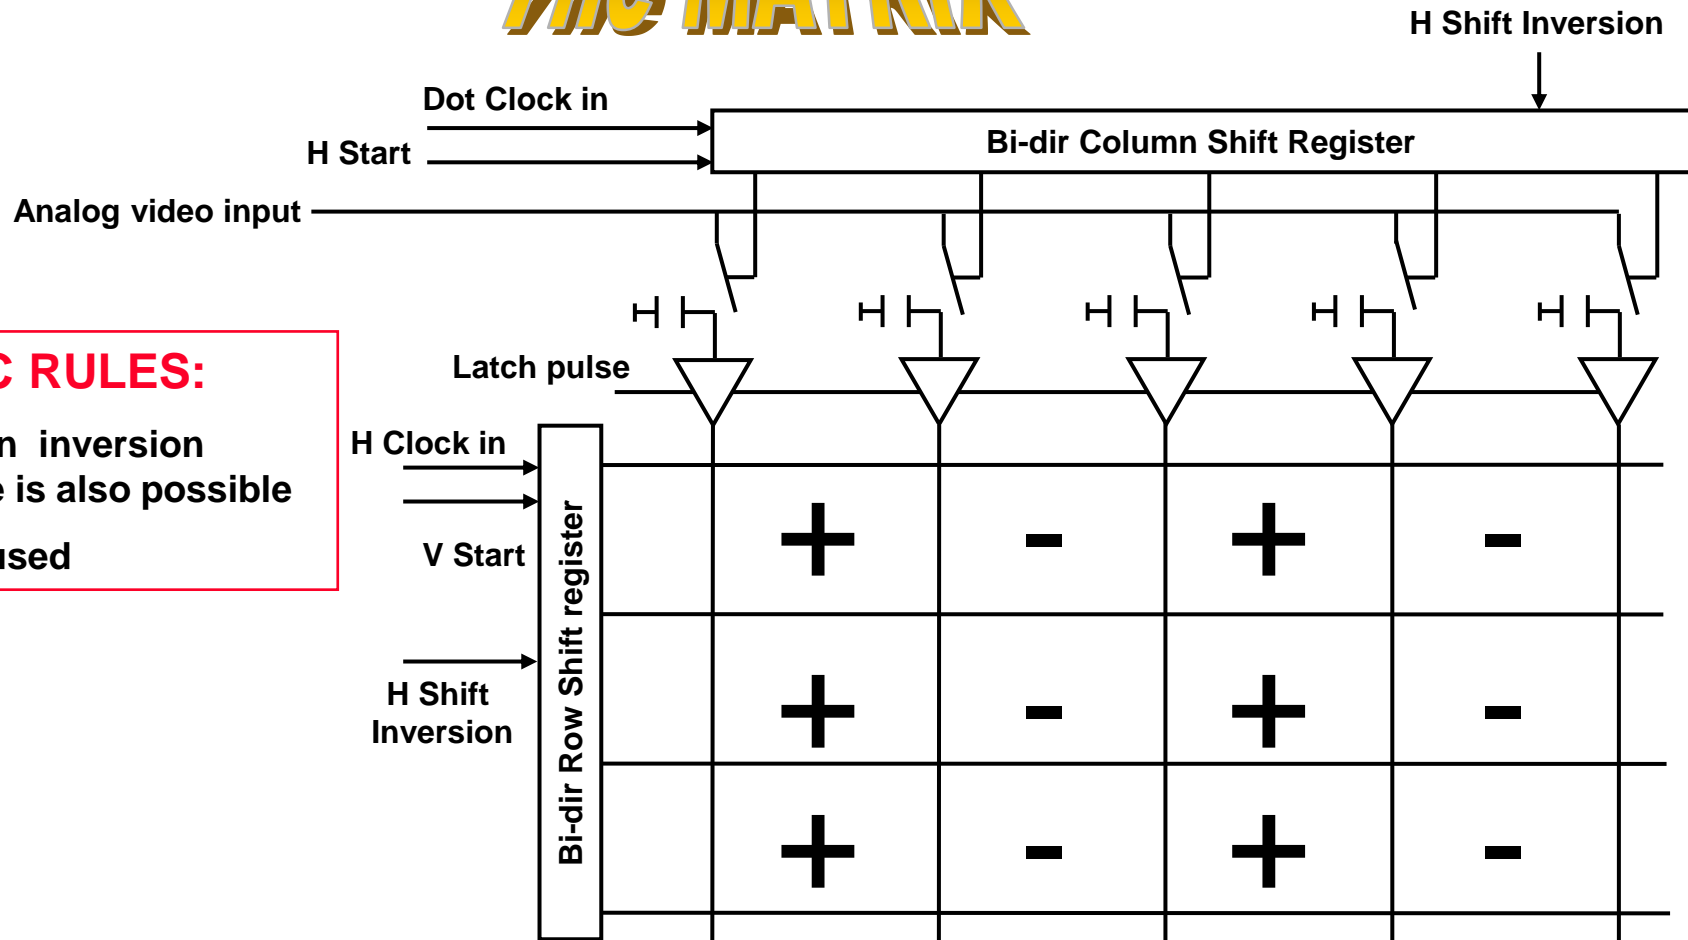 MATRIX
H Shift Inversion
Dot Clock in
Bi-dir Column Shift Register
H Start
Analog video input
C RULES:
Latch pulse
n inversion
e is also possible
used
H Clock in
V Start
H Shift
Inversion
Bi-dir Row Shift register
+ - + -
+ - + -
+ - + -